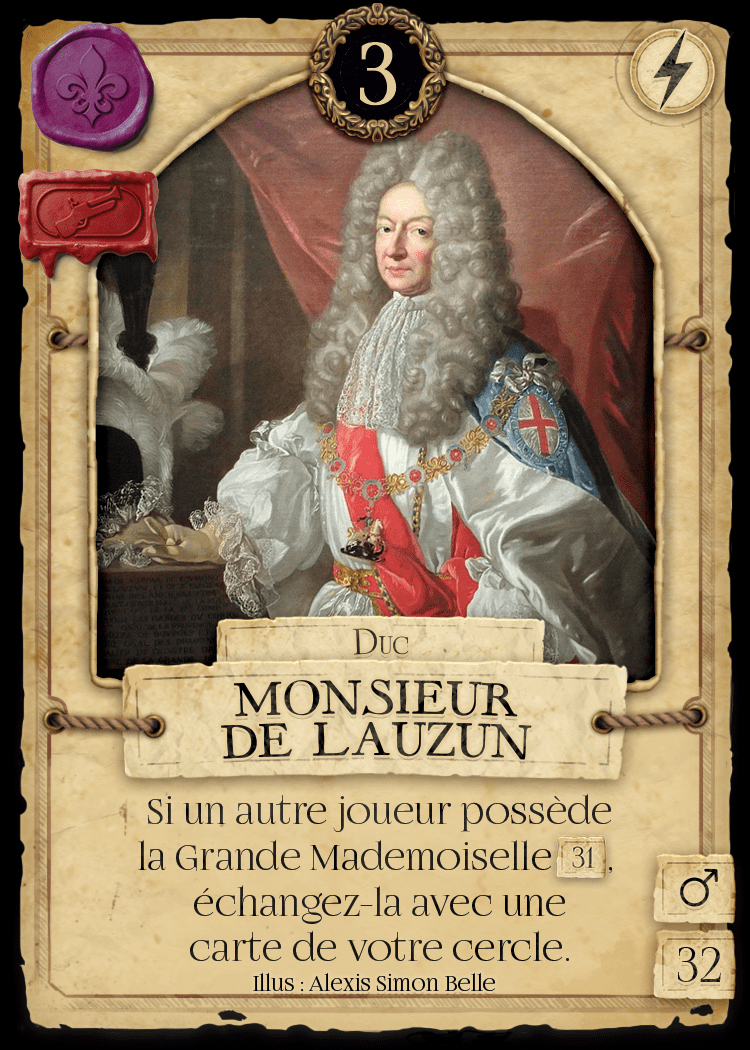 3
Duc
MONSIEUR
DE LAUZUN
Si un autre joueur possède
la Grande Mademoiselle 31,
échangez-la avec une
carte de votre cercle.
Illus : Alexis Simon Belle
♂
32